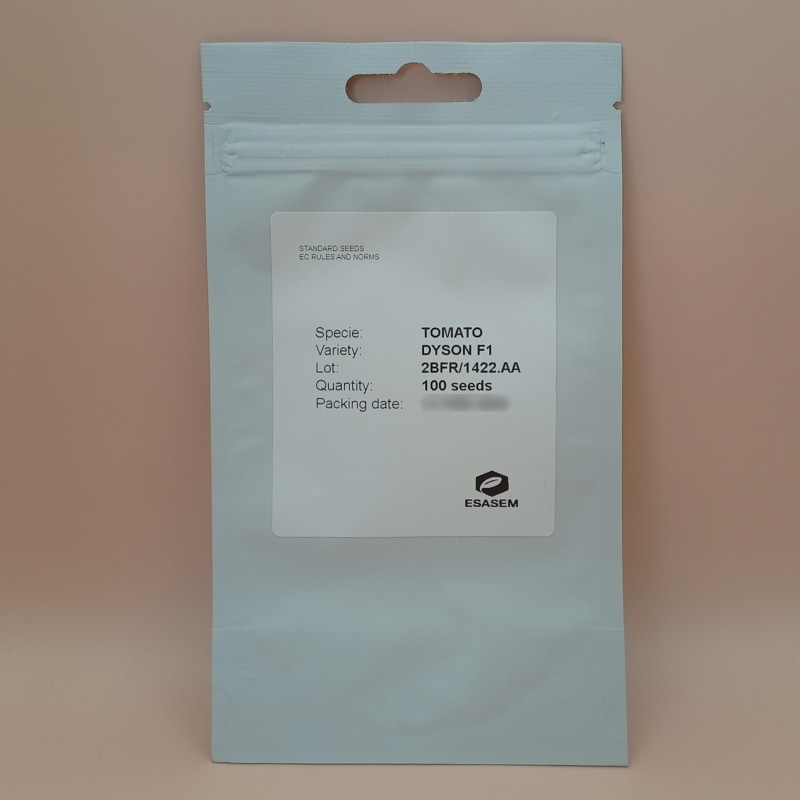 STANDARD SEEDS
EC RULES AND NORMS
Specie: TOMATO
Variety: DYSON F1
Lot: 2BFR/1422.AA
Quantity: 100 seeds
Packing date:
ESASEM